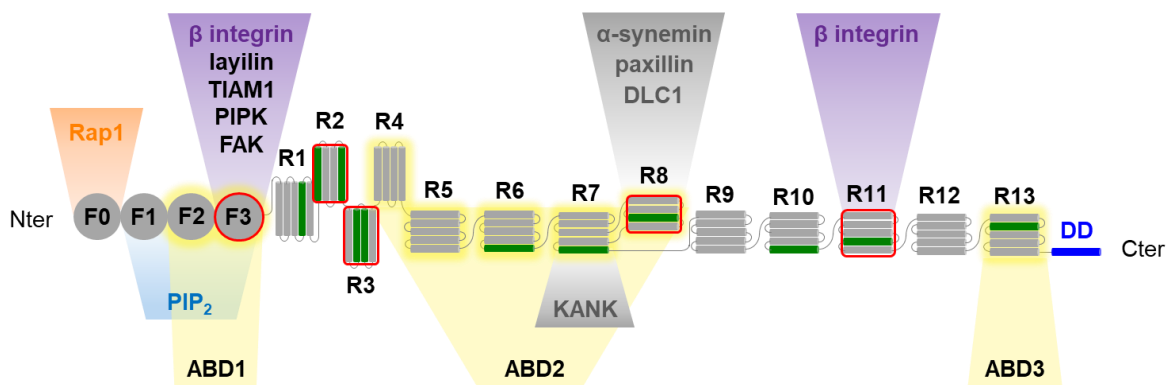 β integrin
layilin
TIAM1
PIPK
FAK
α-synemin
paxillin
DLC1
β integrin
Rap1
R1
R2
R4
R5
R6
R7
R8
R9
R10
R11
R12
R13
Nter
F0
F1
F2
F3
R3
DD
Cter
PIP₂
KANK
ABD1
ABD2
ABD3